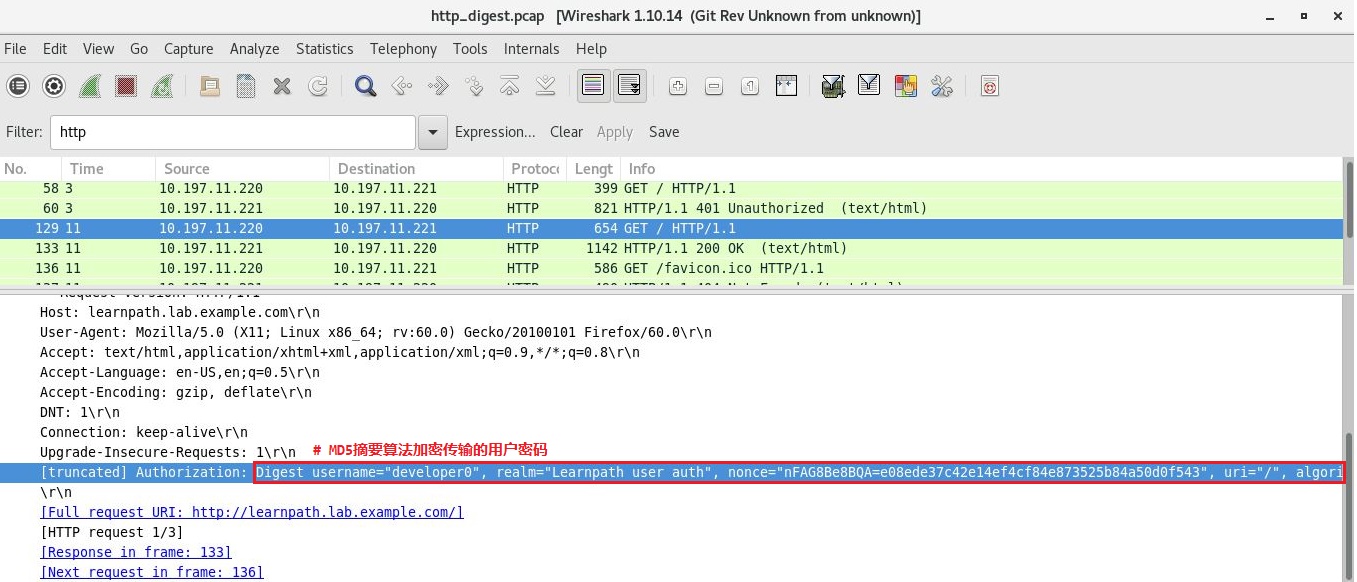 http_digest.pcap   [Wireshark 1.10.14  (Git Rev Unknown from unknown)]
File Edit View Go Capture Analyze Statistics Telephony Tools Internals Help
Filter: http Expression... Clear Apply Save
No. Time Source Destination Protoco Lengt Info
58 3 10.197.11.220 10.197.11.221 HTTP 399 GET / HTTP/1.1
60 3 10.197.11.221 10.197.11.220 HTTP 821 HTTP/1.1 401 Unauthorized  (text/html)
129 11 10.197.11.220 10.197.11.221 HTTP 654 GET / HTTP/1.1
133 11 10.197.11.221 10.197.11.220 HTTP 1142 HTTP/1.1 200 OK  (text/html)
136 11 10.197.11.220 10.197.11.221 HTTP 586 GET /favicon.ico HTTP/1.1
Host: learnpath.lab.example.com\r\n
User-Agent: Mozilla/5.0 (X11; Linux x86_64; rv:60.0) Gecko/20100101 Firefox/60.0\r\n
Accept: text/html,application/xhtml+xml,application/xml;q=0.9,*/*;q=0.8\r\n
Accept-Language: en-US,en;q=0.5\r\n
Accept-Encoding: gzip, deflate\r\n
DNT: 1\r\n
Connection: keep-alive\r\n
Upgrade-Insecure-Requests: 1\r\n # MD5摘要算法加密传输的用户密码
[truncated] Authorization: Digest username="developer0", realm="Learnpath user auth", nonce="nFAG8Be8BQA=e08ede37c42e14ef4cf84e873525b84a50d0f543", uri="/", algori
\r\n
[Full request URI: http://learnpath.lab.example.com/]
[HTTP request 1/3]
[Response in frame: 133]
[Next request in frame: 136]